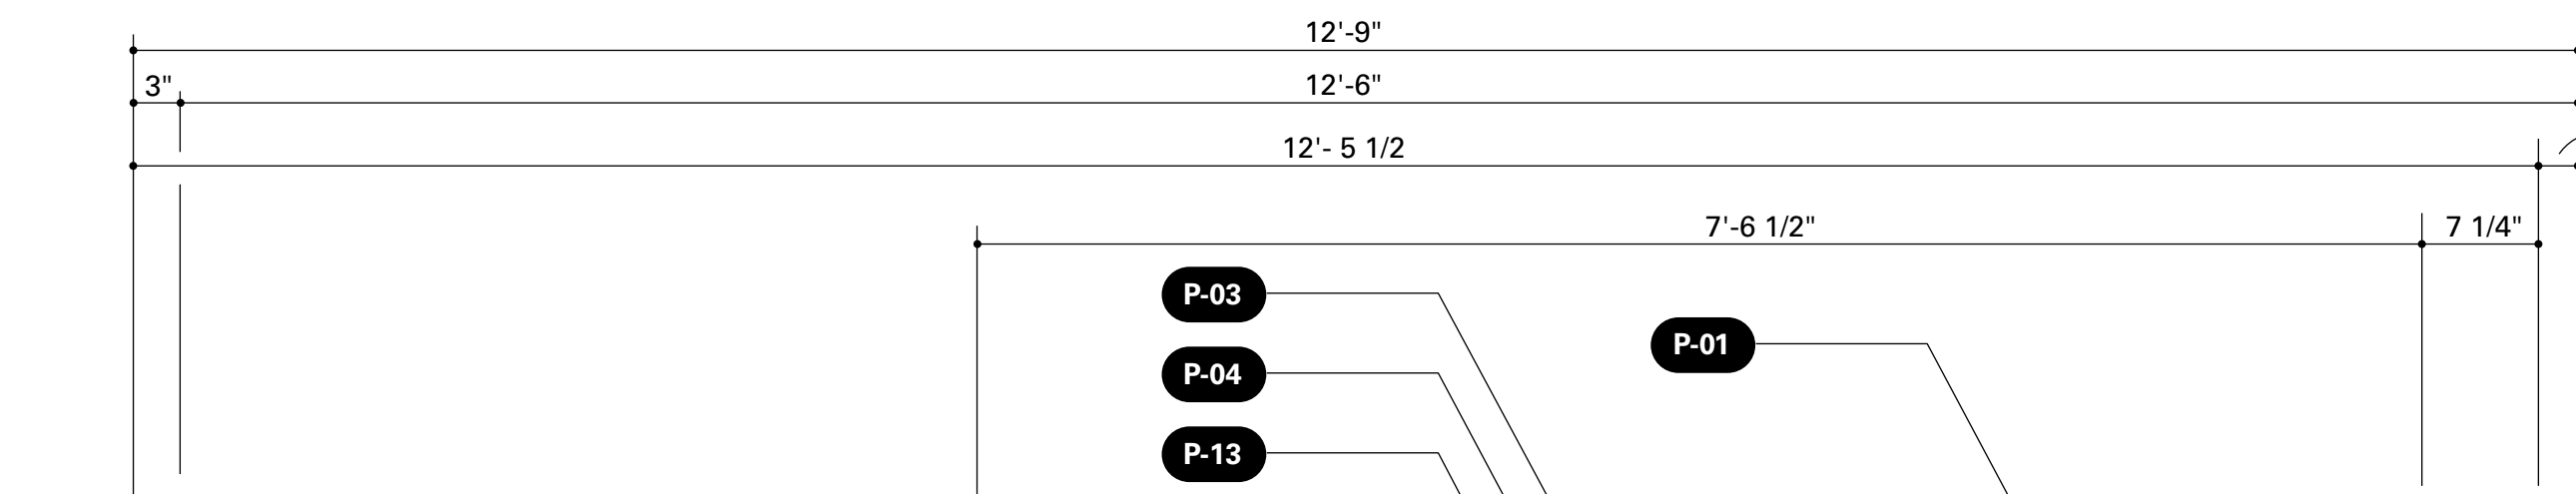 12'-9"
3" 12'-6"
12'- 5 1/2
7'-6 1/2" 7 1/4"
P-03
P-01
P-04
P-13